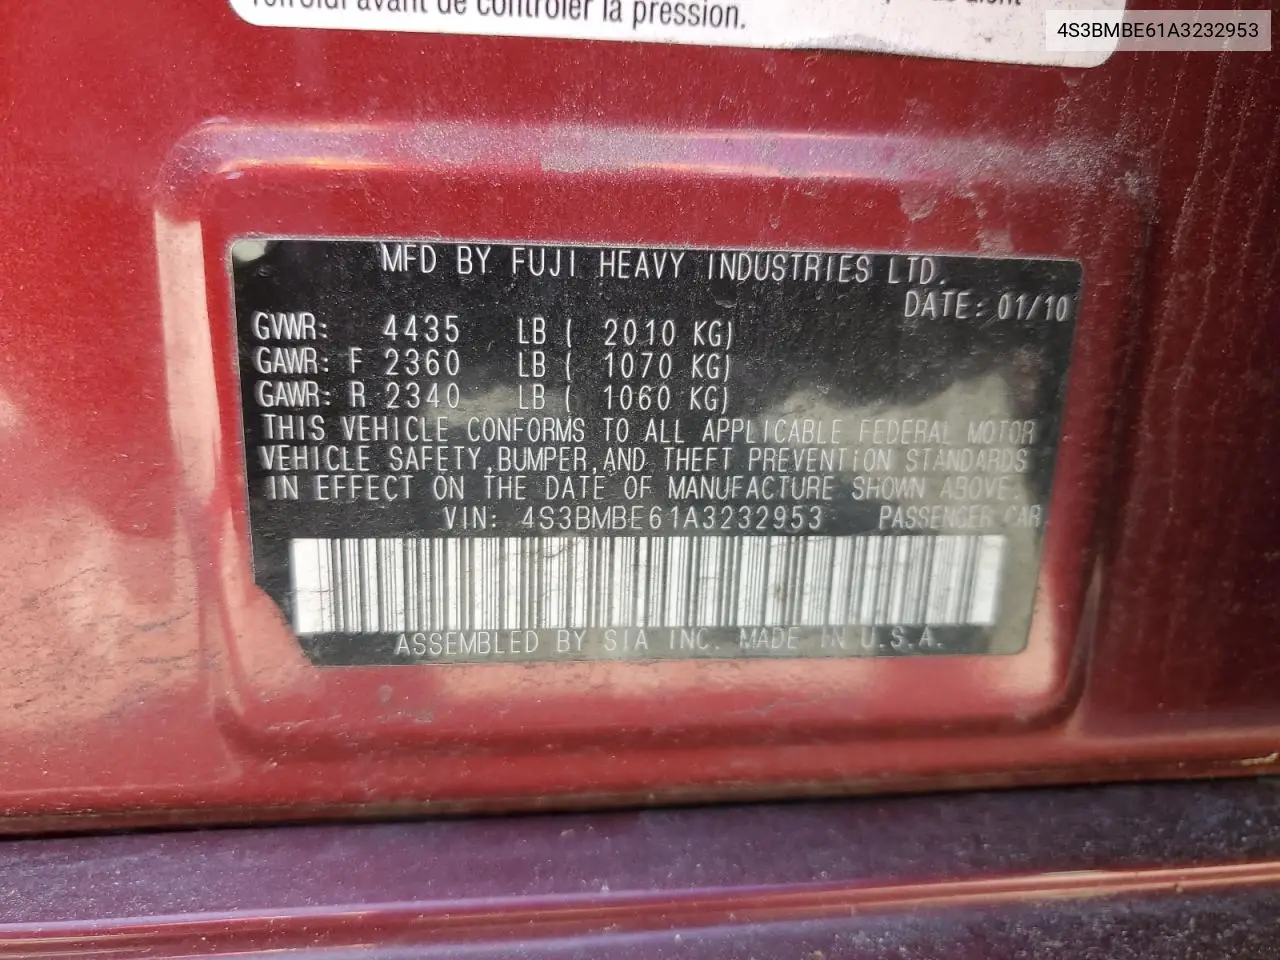 refroidi avant de contrôler la pression.
4S3BMBE61A3232953
MFD BY FUJI HEAVY INDUSTRIES LTD.
DATE: 01/10
GVWR: 4435 LB ( 2010 KG)
GAWR: F 2360 LB ( 1070 KG)
GAWR: R 2340 LB ( 1060 KG)
THIS VEHICLE CONFORMS TO ALL APPLICABLE FEDERAL MOTOR
VEHICLE SAFETY,BUMPER,AND THEFT PREVENTION STANDARDS
IN EFFECT ON THE DATE OF MANUFACTURE SHOWN ABOVE.
VIN: 4S3BMBE61A3232953 PASSENGER CAR
ASSEMBLED BY SIA INC. MADE IN U.S.A.